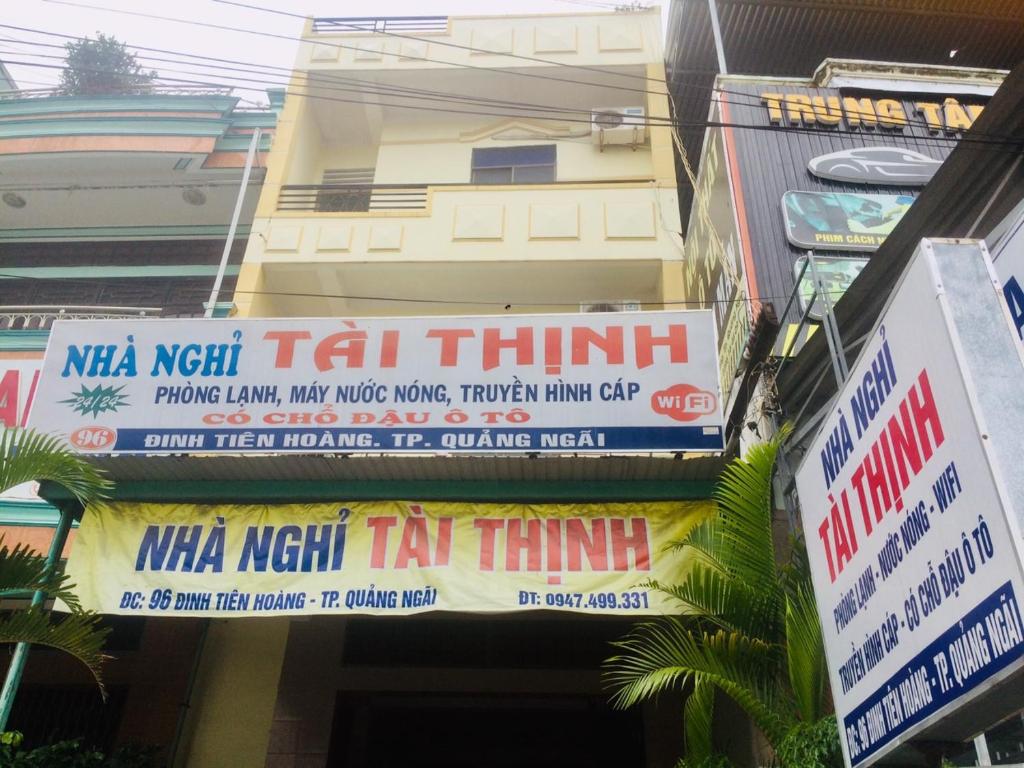 TRUNG TÂ
PHIM CÁCH
NHÀ NGHỈ TÀI THỊNH
24/24
PHÒNG LẠNH, MÁY NƯỚC NÓNG, TRUYỀN HÌNH CÁP
WiFi
CÓ CHỖ ĐẬU Ô TÔ
96 ĐINH TIÊN HOÀNG. TP. QUẢNG NGÃI
NHÀ NGHỈ TÀI THỊNH
ĐC: 96 ĐINH TIÊN HOÀNG - TP. QUẢNG NGÃI ĐT: 0947.499.331
NHÀ NGHỈ
TÀI THỊNH
PHÒNG LẠNH - NƯỚC NÓNG - WIFI
TRUYỀN HÌNH CÁP - CÓ CHỖ ĐẬU Ô TÔ
ĐC: 96 ĐINH TIÊN HOÀNG - TP. QUẢNG NGÃI